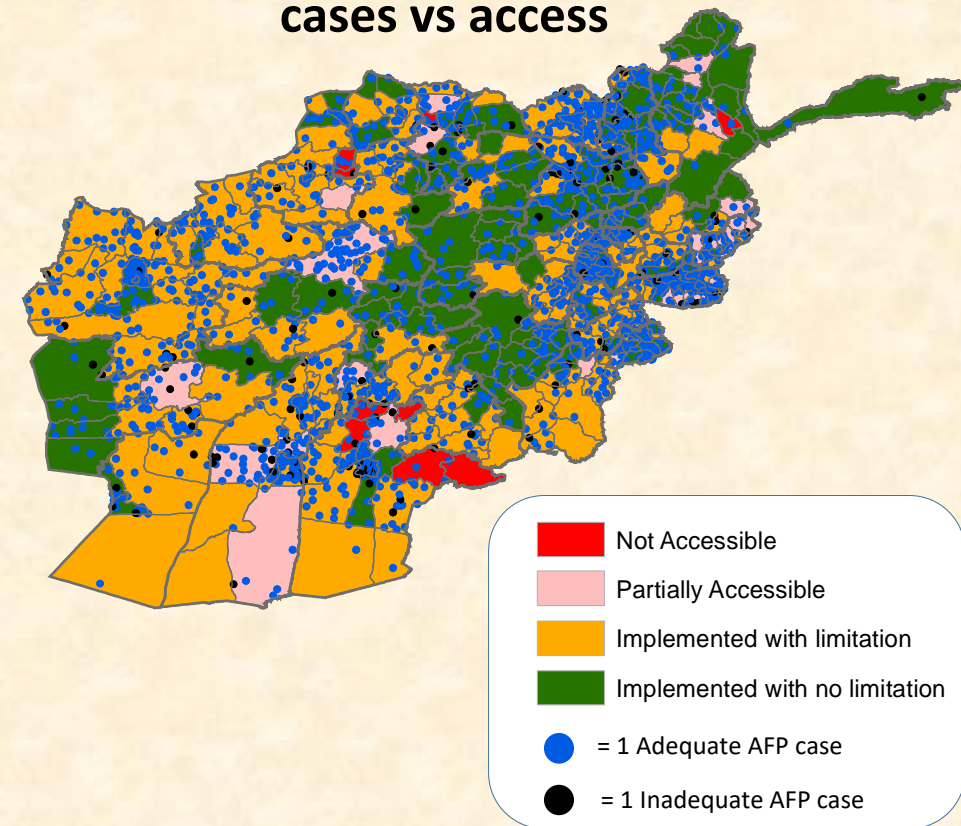 cases vs access
Not Accessible
Partially Accessible
Implemented with limitation
Implemented with no limitation
= 1 Adequate AFP case
= 1 Inadequate AFP case